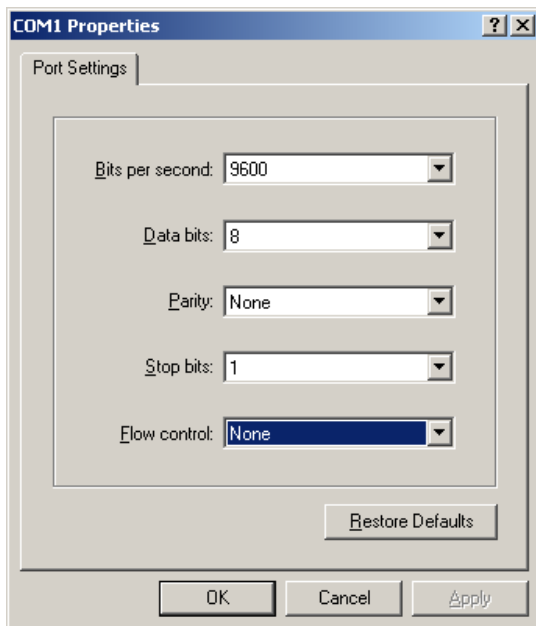 COM1 Properties
Port Settings
Bits per second: 9600
Data bits: 8
Parity: None
Stop bits: 1
Flow control: None
Restore Defaults
OK Cancel Apply